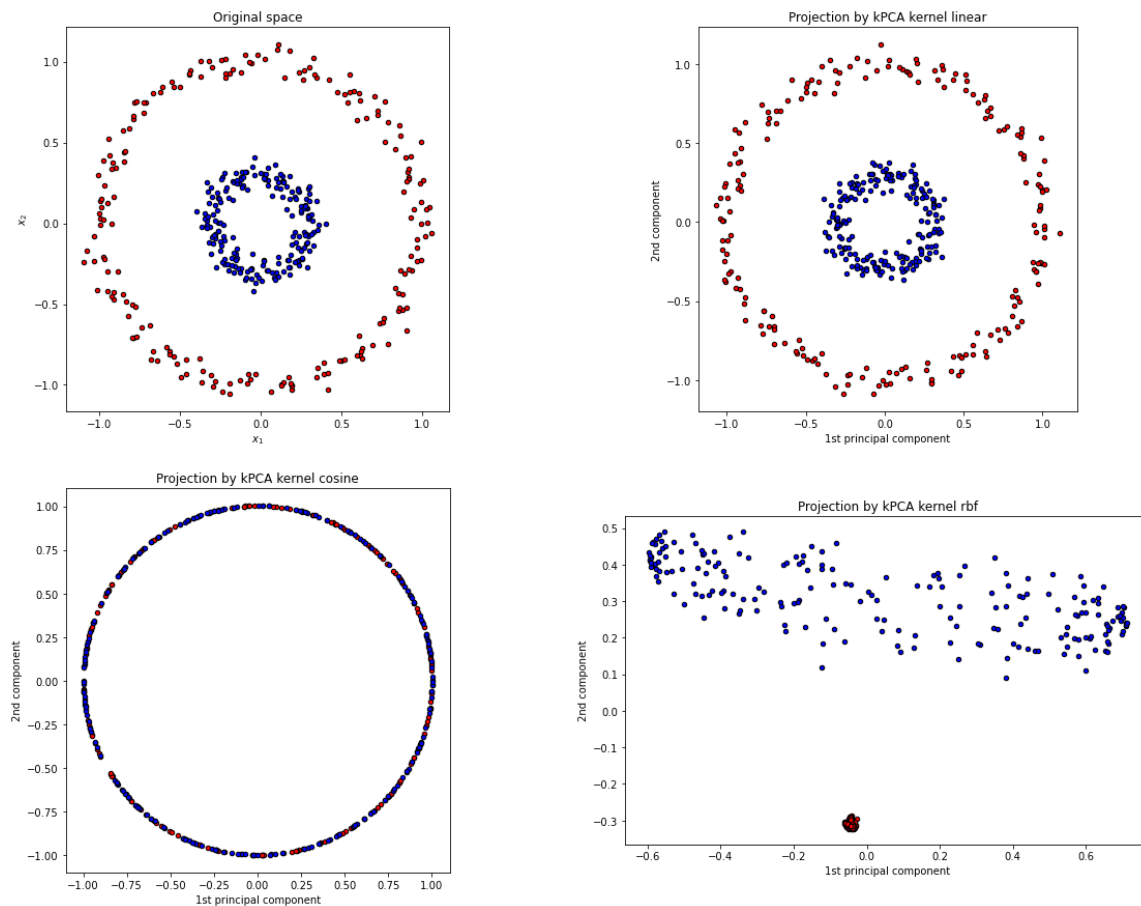 Original space
1.0
0.5
0.0
-0.5
-1.0
x₂
-1.0 -0.5 0.0 0.5 1.0
x₁
Projection by kPCA kernel linear
1.0
0.5
0.0
-0.5
-1.0
2nd component
-1.0 -0.5 0.0 0.5 1.0
1st principal component
Projection by kPCA kernel cosine
1.00
0.75
0.50
0.25
0.00
-0.25
-0.50
-0.75
-1.00
2nd component
-1.00 -0.75 -0.50 -0.25 0.00 0.25 0.50 0.75 1.00
1st principal component
Projection by kPCA kernel rbf
0.5
0.4
0.3
0.2
0.1
0.0
-0.1
-0.2
-0.3
2nd component
-0.6 -0.4 -0.2 0.0 0.2 0.4 0.6
1st principal component